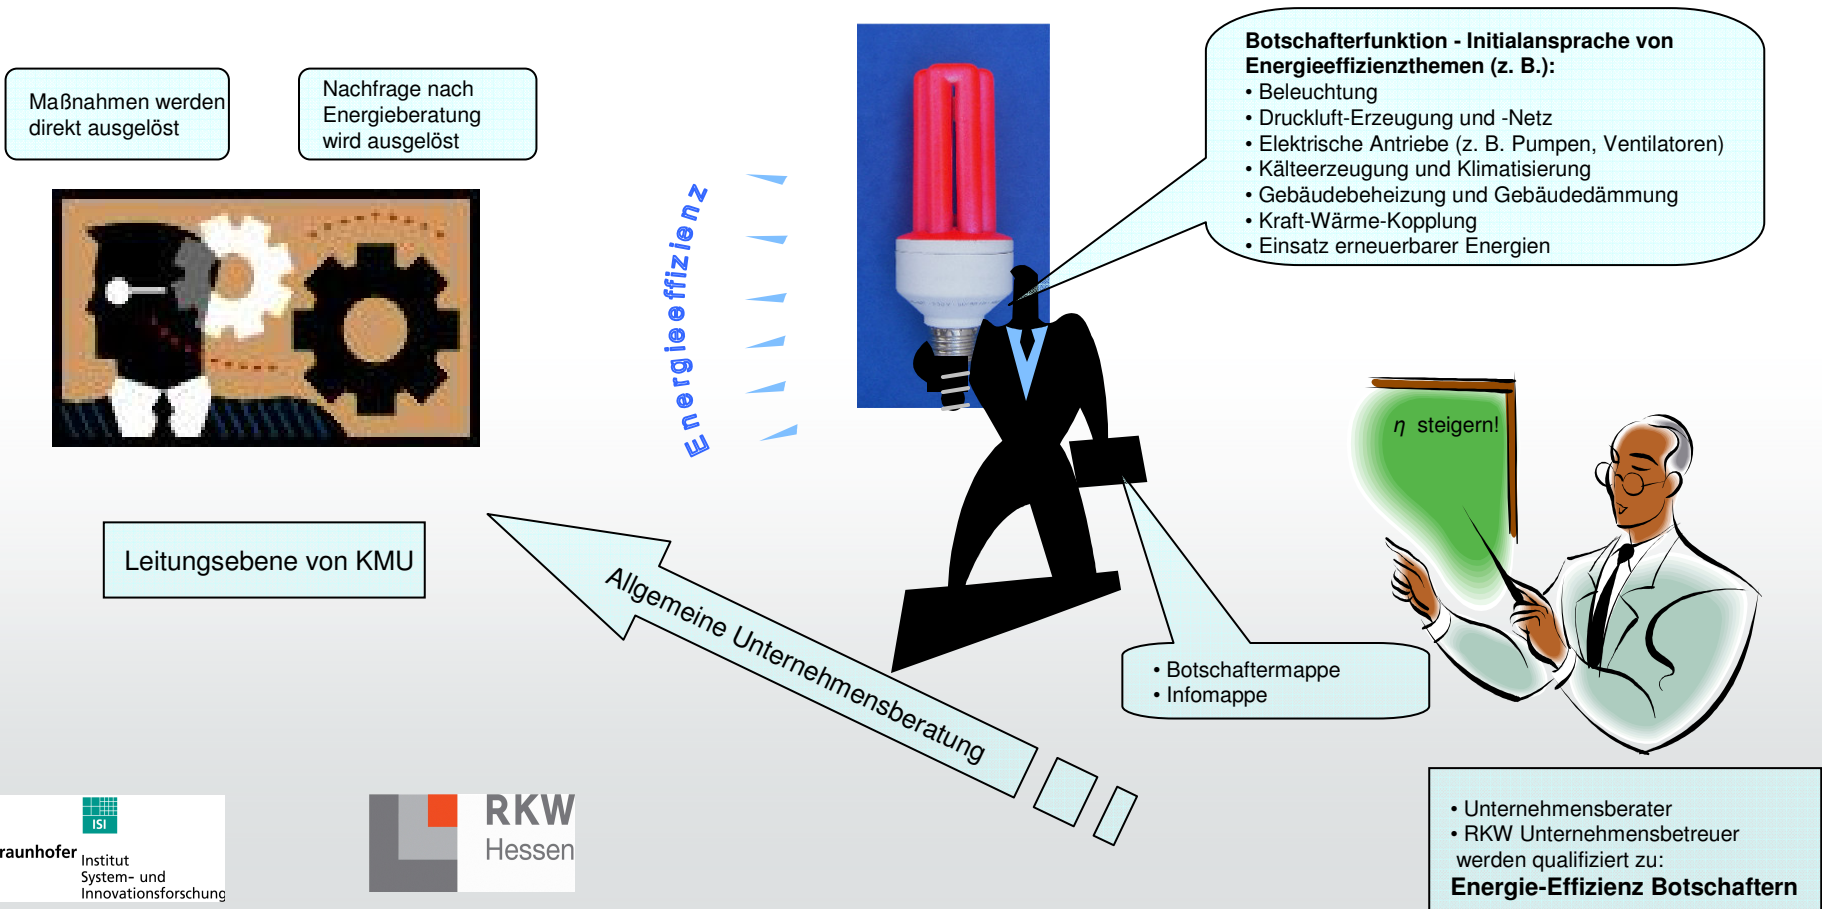 Maßnahmen werden
direkt ausgelöst
Nachfrage nach
Energieberatung
wird ausgelöst
Energieeffizienz
Botschafterfunktion - Initialansprache von
Energieeffizienzthemen (z. B.):
• Beleuchtung
• Druckluft-Erzeugung und -Netz
• Elektrische Antriebe (z. B. Pumpen, Ventilatoren)
• Kälteerzeugung und Klimatisierung
• Gebäudebeheizung und Gebäudedämmung
• Kraft-Wärme-Kopplung
• Einsatz erneuerbarer Energien
η steigern!
Leitungsebene von KMU
Allgemeine Unternehmensberatung
• Botschaftermappe
• Infomappe
• Unternehmensberater
• RKW Unternehmensbetreuer
werden qualifiziert zu:
Energie-Effizienz Botschaftern
ISI
raunhofer
Institut
System- und
Innovationsforschung
RKW
Hessen